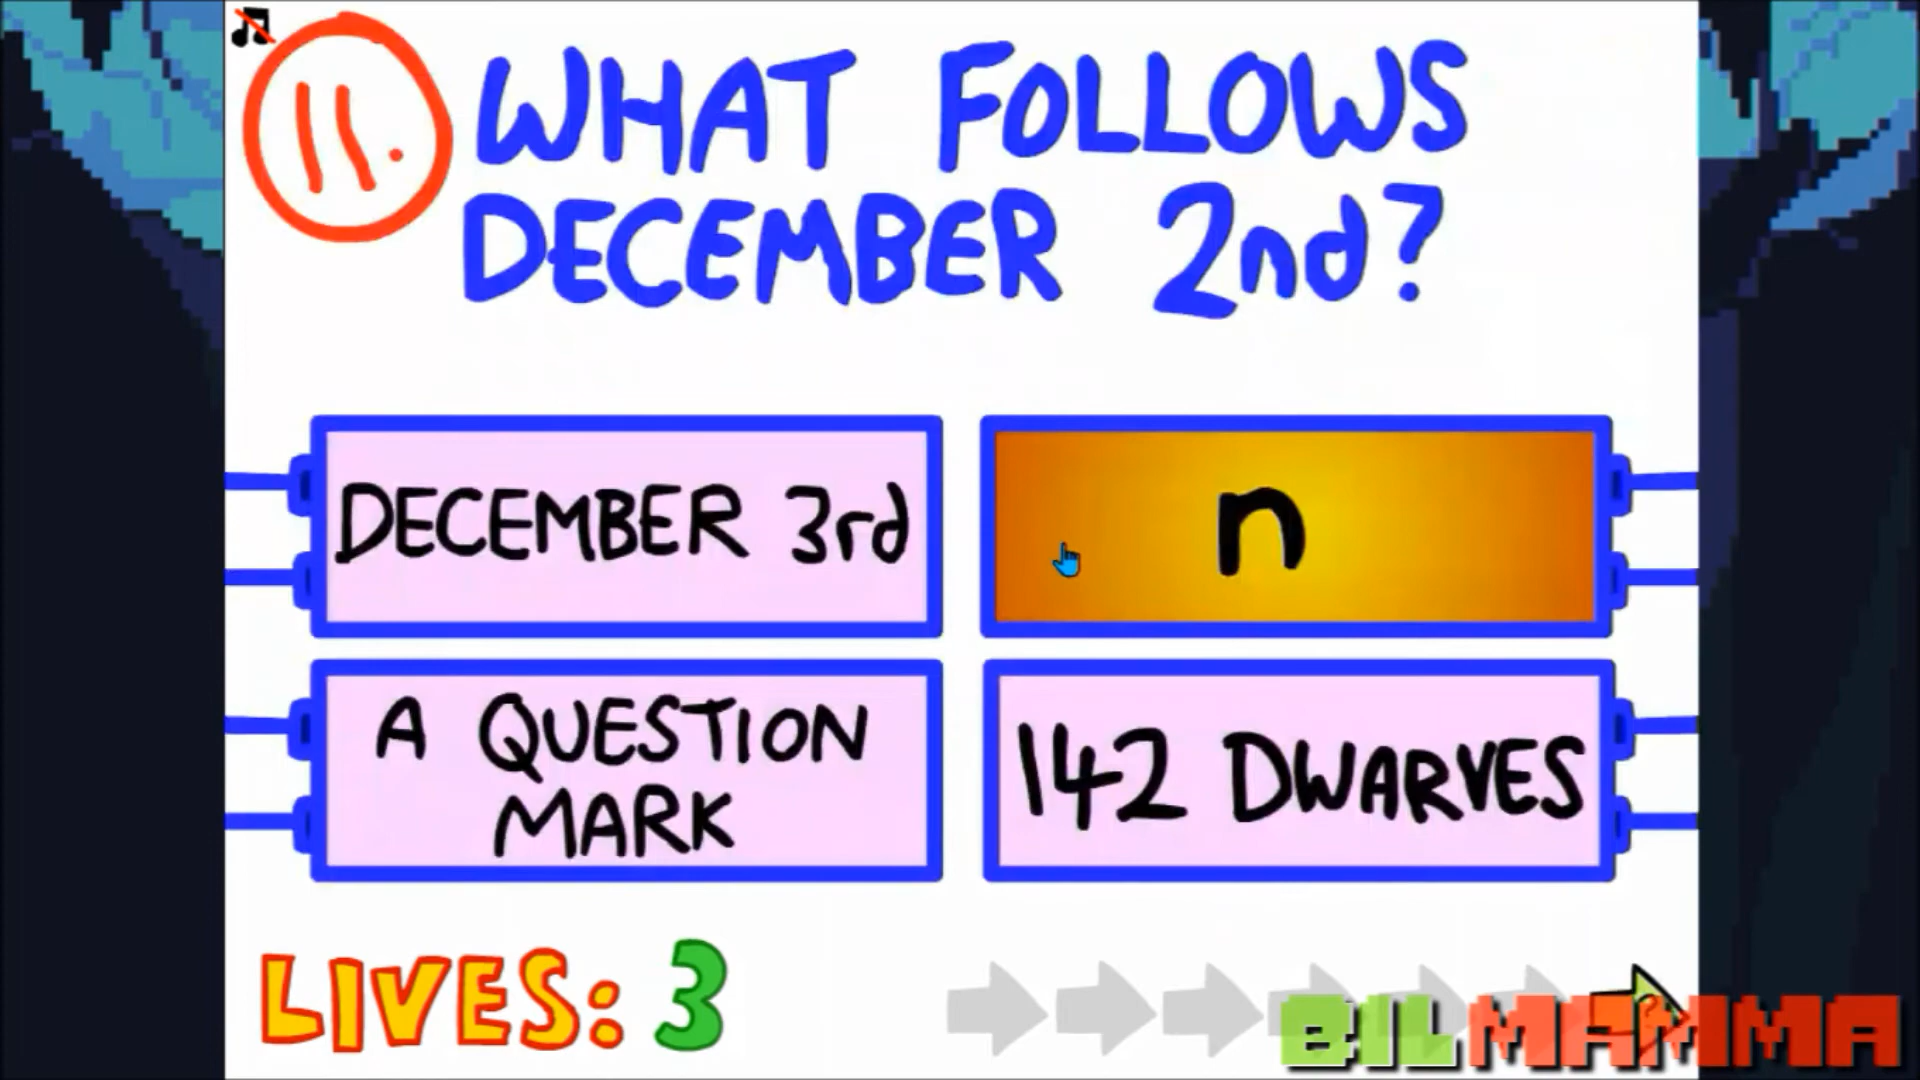 11. WHAT FOLLOWS
DECEMBER 2nd?
DECEMBER 3rd
n
A QUESTION
MARK
142 DWARVES
LIVES: 3
BILMAMMA